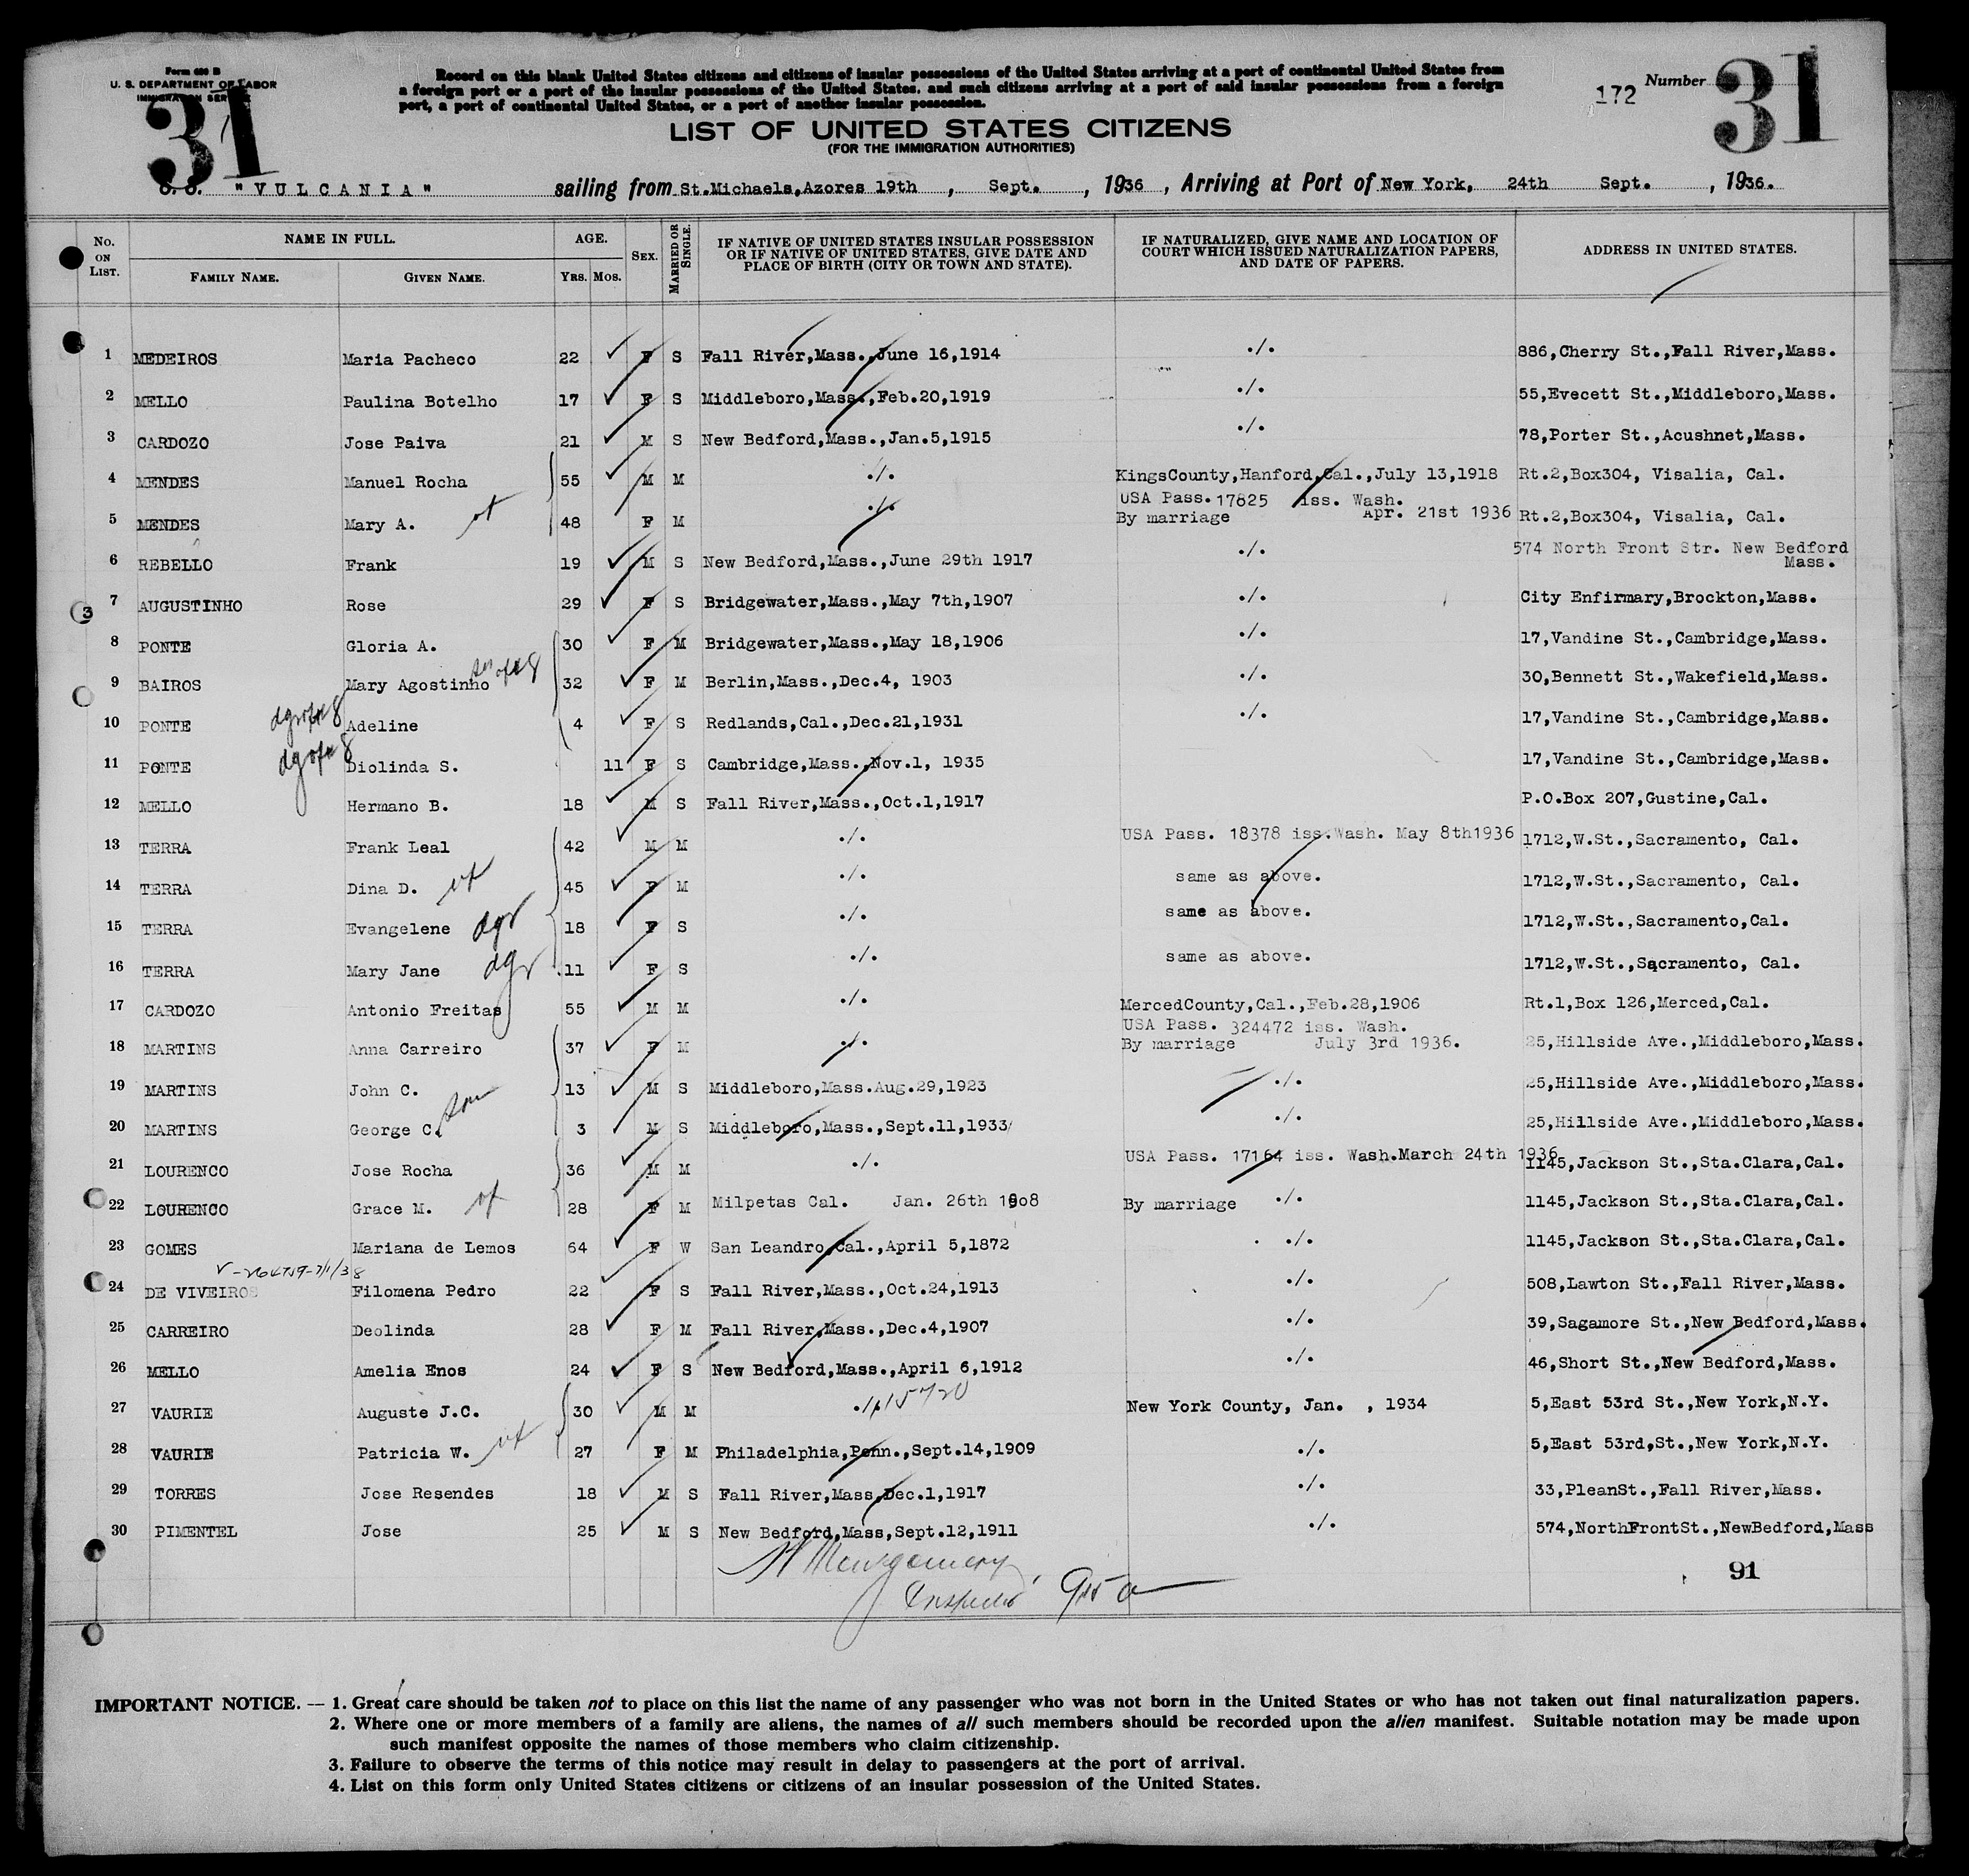 Form 630 B
U. S. DEPARTMENT OF LABOR
IMMIGRATION SERVICE
31
Record on this blank United States citizens and citizens of insular possessions of the United States arriving at a port of continental United States from
a foreign port or a port of the insular possessions of the United States, and such citizens arriving at a port of said insular possessions from a foreign
port, a port of continental United States, or a port of another insular possession.
172 Number 31
LIST OF UNITED STATES CITIZENS
(FOR THE IMMIGRATION AUTHORITIES)
S. S. "VULCANIA" sailing from St.Michaels,Azores 19th , Sept. , 1936 , Arriving at Port of New York, 24th Sept. , 1936.
No. ON LIST. NAME IN FULL. FAMILY NAME. GIVEN NAME. AGE. YRS. MOS. SEX. MARRIED OR SINGLE. IF NATIVE OF UNITED STATES INSULAR POSSESSION OR IF NATIVE OF UNITED STATES, GIVE DATE AND PLACE OF BIRTH (CITY OR TOWN AND STATE). IF NATURALIZED, GIVE NAME AND LOCATION OF COURT WHICH ISSUED NATURALIZATION PAPERS, AND DATE OF PAPERS. ADDRESS IN UNITED STATES.
1 MEDEIROS Maria Pacheco 22 F S Fall River,Mass.,June 16,1914 ./. 886,Cherry St.,Fall River,Mass.
2 MELLO Paulina Botelho 17 F S Middleboro,Mass.,Feb.20,1919 ./. 55,Evecett St.,Middleboro,Mass.
3 CARDOZO Jose Paiva 21 M S New Bedford,Mass.,Jan.5,1915 ./. 78,Porter St.,Acushnet,Mass.
4 MENDES Manuel Rocha 55 M M ./. KingsCounty,Hanford,Cal.,July 13,1918 Rt.2,Box304, Visalia, Cal.
USA Pass. 17825 iss. Wash.
5 MENDES Mary A. 48 F M ./. By marriage Apr. 21st 1936 Rt.2,Box304, Visalia, Cal.
6 REBELLO Frank 19 M S New Bedford,Mass.,June 29th 1917 ./. 574 North Front Str. New Bedford
Mass.
7 AUGUSTINHO Rose 29 F S Bridgewater,Mass.,May 7th,1907 ./. City Enfirmary,Brockton,Mass.
8 PONTE Gloria A. 30 F M Bridgewater,Mass.,May 18,1906 ./. 17,Vandine St.,Cambridge,Mass.
9 BAIROS Mary Agostinho 32 F M Berlin,Mass.,Dec.4, 1903 ./. 30,Bennett St.,Wakefield,Mass.
10 PONTE Adeline 4 F S Redlands,Cal.,Dec.21,1931 ./. 17,Vandine St.,Cambridge,Mass.
11 PONTE Diolinda S. 11 F S Cambridge,Mass.,Nov.1, 1935 17,Vandine St.,Cambridge,Mass.
12 MELLO Hermano B. 18 M S Fall River,Mass.,Oct.1,1917 P.O.Box 207,Gustine,Cal.
13 TERRA Frank Leal 42 M M ./. USA Pass. 18378 iss.Wash. May 8th1936 1712,W.St.,Sacramento, Cal.
14 TERRA Dina D. 45 F M ./. same as above. 1712,W.St.,Sacramento, Cal.
15 TERRA Evangelene dgr 18 F S ./. same as above. 1712,W.St.,Sacramento,Cal.
16 TERRA Mary Jane dgr 11 F S ./. same as above. 1712,W.St.,Sacramento, Cal.
17 CARDOZO Antonio Freitas 55 M M ./. MercedCounty,Cal.,Feb.28,1906 Rt.1,Box 126,Merced,Cal.
USA Pass. 324472 iss. Wash.
18 MARTINS Anna Carreiro 37 F M ./. By marriage July 3rd 1936. 25,Hillside Ave.,Middleboro,Mass.
19 MARTINS John C. 13 M S Middleboro,Mass.Aug.29,1923 ./. 25,Hillside Ave.,Middleboro,Mass.
20 MARTINS George C. son 3 M S Middleboro,Mass.,Sept.11,1933 ./. 25,Hillside Ave.,Middleboro,Mass.
21 LOURENCO Jose Rocha 36 M M ./. USA Pass. 17164 iss. Wash.March 24th 1936 1145,Jackson St.,Sta.Clara,Cal.
22 LOURENCO Grace M. 28 F M Milpetas Cal. Jan. 26th 1908 By marriage ./. 1145,Jackson St.,Sta.Clara,Cal.
23 GOMES Mariana de Lemos 64 F W San Leandro,Cal.,April 5,1872 ./. 1145,Jackson St.,Sta.Clara,Cal.
24 DE VIVEIROS Filomena Pedro 22 F S Fall River,Mass.,Oct.24,1913 ./. 508,Lawton St.,Fall River,Mass.
25 CARREIRO Deolinda 28 F M Fall River,Mass.,Dec.4,1907 ./. 39,Sagamore St.,New Bedford,Mass.
26 MELLO Amelia Enos 24 F S New Bedford,Mass.,April 6,1912 ./. 46,Short St.,New Bedford,Mass.
27 VAURIE Auguste J.C. 30 M M New York County, Jan. , 1934 5,East 53rd St.,New York,N.Y.
28 VAURIE Patricia W. 27 F M Philadelphia,Penn.,Sept.14,1909 ./. 5,East 53rd,St.,New York,N.Y.
29 TORRES Jose Resendes 18 M S Fall River,Mass,Dec.1,1917 ./. 33,PleanSt.,Fall River,Mass.
30 PIMENTEL Jose 25 M S New Bedford,Mass,Sept.12,1911 ./. 574,NorthFrontSt.,NewBedford,Mass
Montgomery
Inspector
91
IMPORTANT NOTICE. — 1. Great care should be taken not to place on this list the name of any passenger who was not born in the United States or who has not taken out final naturalization papers.
2. Where one or more members of a family are aliens, the names of all such members should be recorded upon the alien manifest. Suitable notation may be made upon
such manifest opposite the names of those members who claim citizenship.
3. Failure to observe the terms of this notice may result in delay to passengers at the port of arrival.
4. List on this form only United States citizens or citizens of an insular possession of the United States.